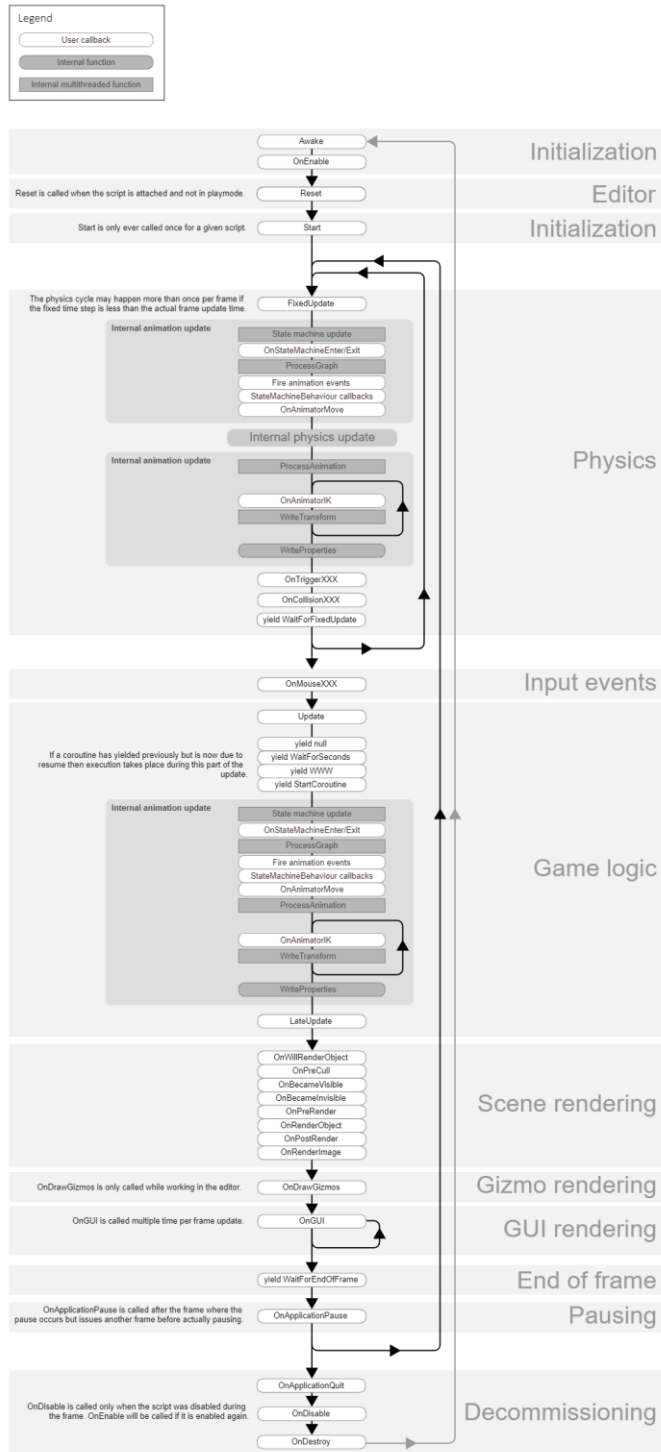 Legend
User callback
Internal function
Internal multithreaded function
Awake
Initialization
OnEnable
Reset is called when the script is attached and not in playmode.
Reset
Editor
Start is only ever called once for a given script.
Start
Initialization
The physics cycle may happen more than once per frame if
the fixed time step is less than the actual frame update time.
FixedUpdate
Internal animation update
State machine update
OnStateMachineEnter/Exit
ProcessGraph
Fire animation events
StateMachineBehaviour callbacks
OnAnimatorMove
Internal physics update
Physics
Internal animation update
ProcessAnimation
OnAnimatorIK
WriteTransform
WriteProperties
OnTriggerXXX
OnCollisionXXX
yield WaitForFixedUpdate
OnMouseXXX
Input events
Update
If a coroutine has yielded previously but is now due to
resume then execution takes place during this part of the
update.
yield null
yield WaitForSeconds
yield WWW
yield StartCoroutine
Internal animation update
State machine update
OnStateMachineEnter/Exit
ProcessGraph
Fire animation events
StateMachineBehaviour callbacks
OnAnimatorMove
ProcessAnimation
Game logic
OnAnimatorIK
WriteTransform
WriteProperties
LateUpdate
OnWillRenderObject
OnPreCull
OnBecameVisible
OnBecameInvisible
OnPreRender
OnRenderObject
OnPostRender
OnRenderImage
Scene rendering
OnDrawGizmos is only called while working in the editor.
OnDrawGizmos
Gizmo rendering
OnGUI is called multiple time per frame update.
OnGUI
GUI rendering
yield WaitForEndOfFrame
End of frame
OnApplicationPause is called after the frame where the
pause occurs but issues another frame before actually pausing.
OnApplicationPause
Pausing
OnApplicationQuit
OnDisable is called only when the script was disabled during
the frame. OnEnable will be called if it is enabled again.
OnDisable
Decommissioning
OnDestroy